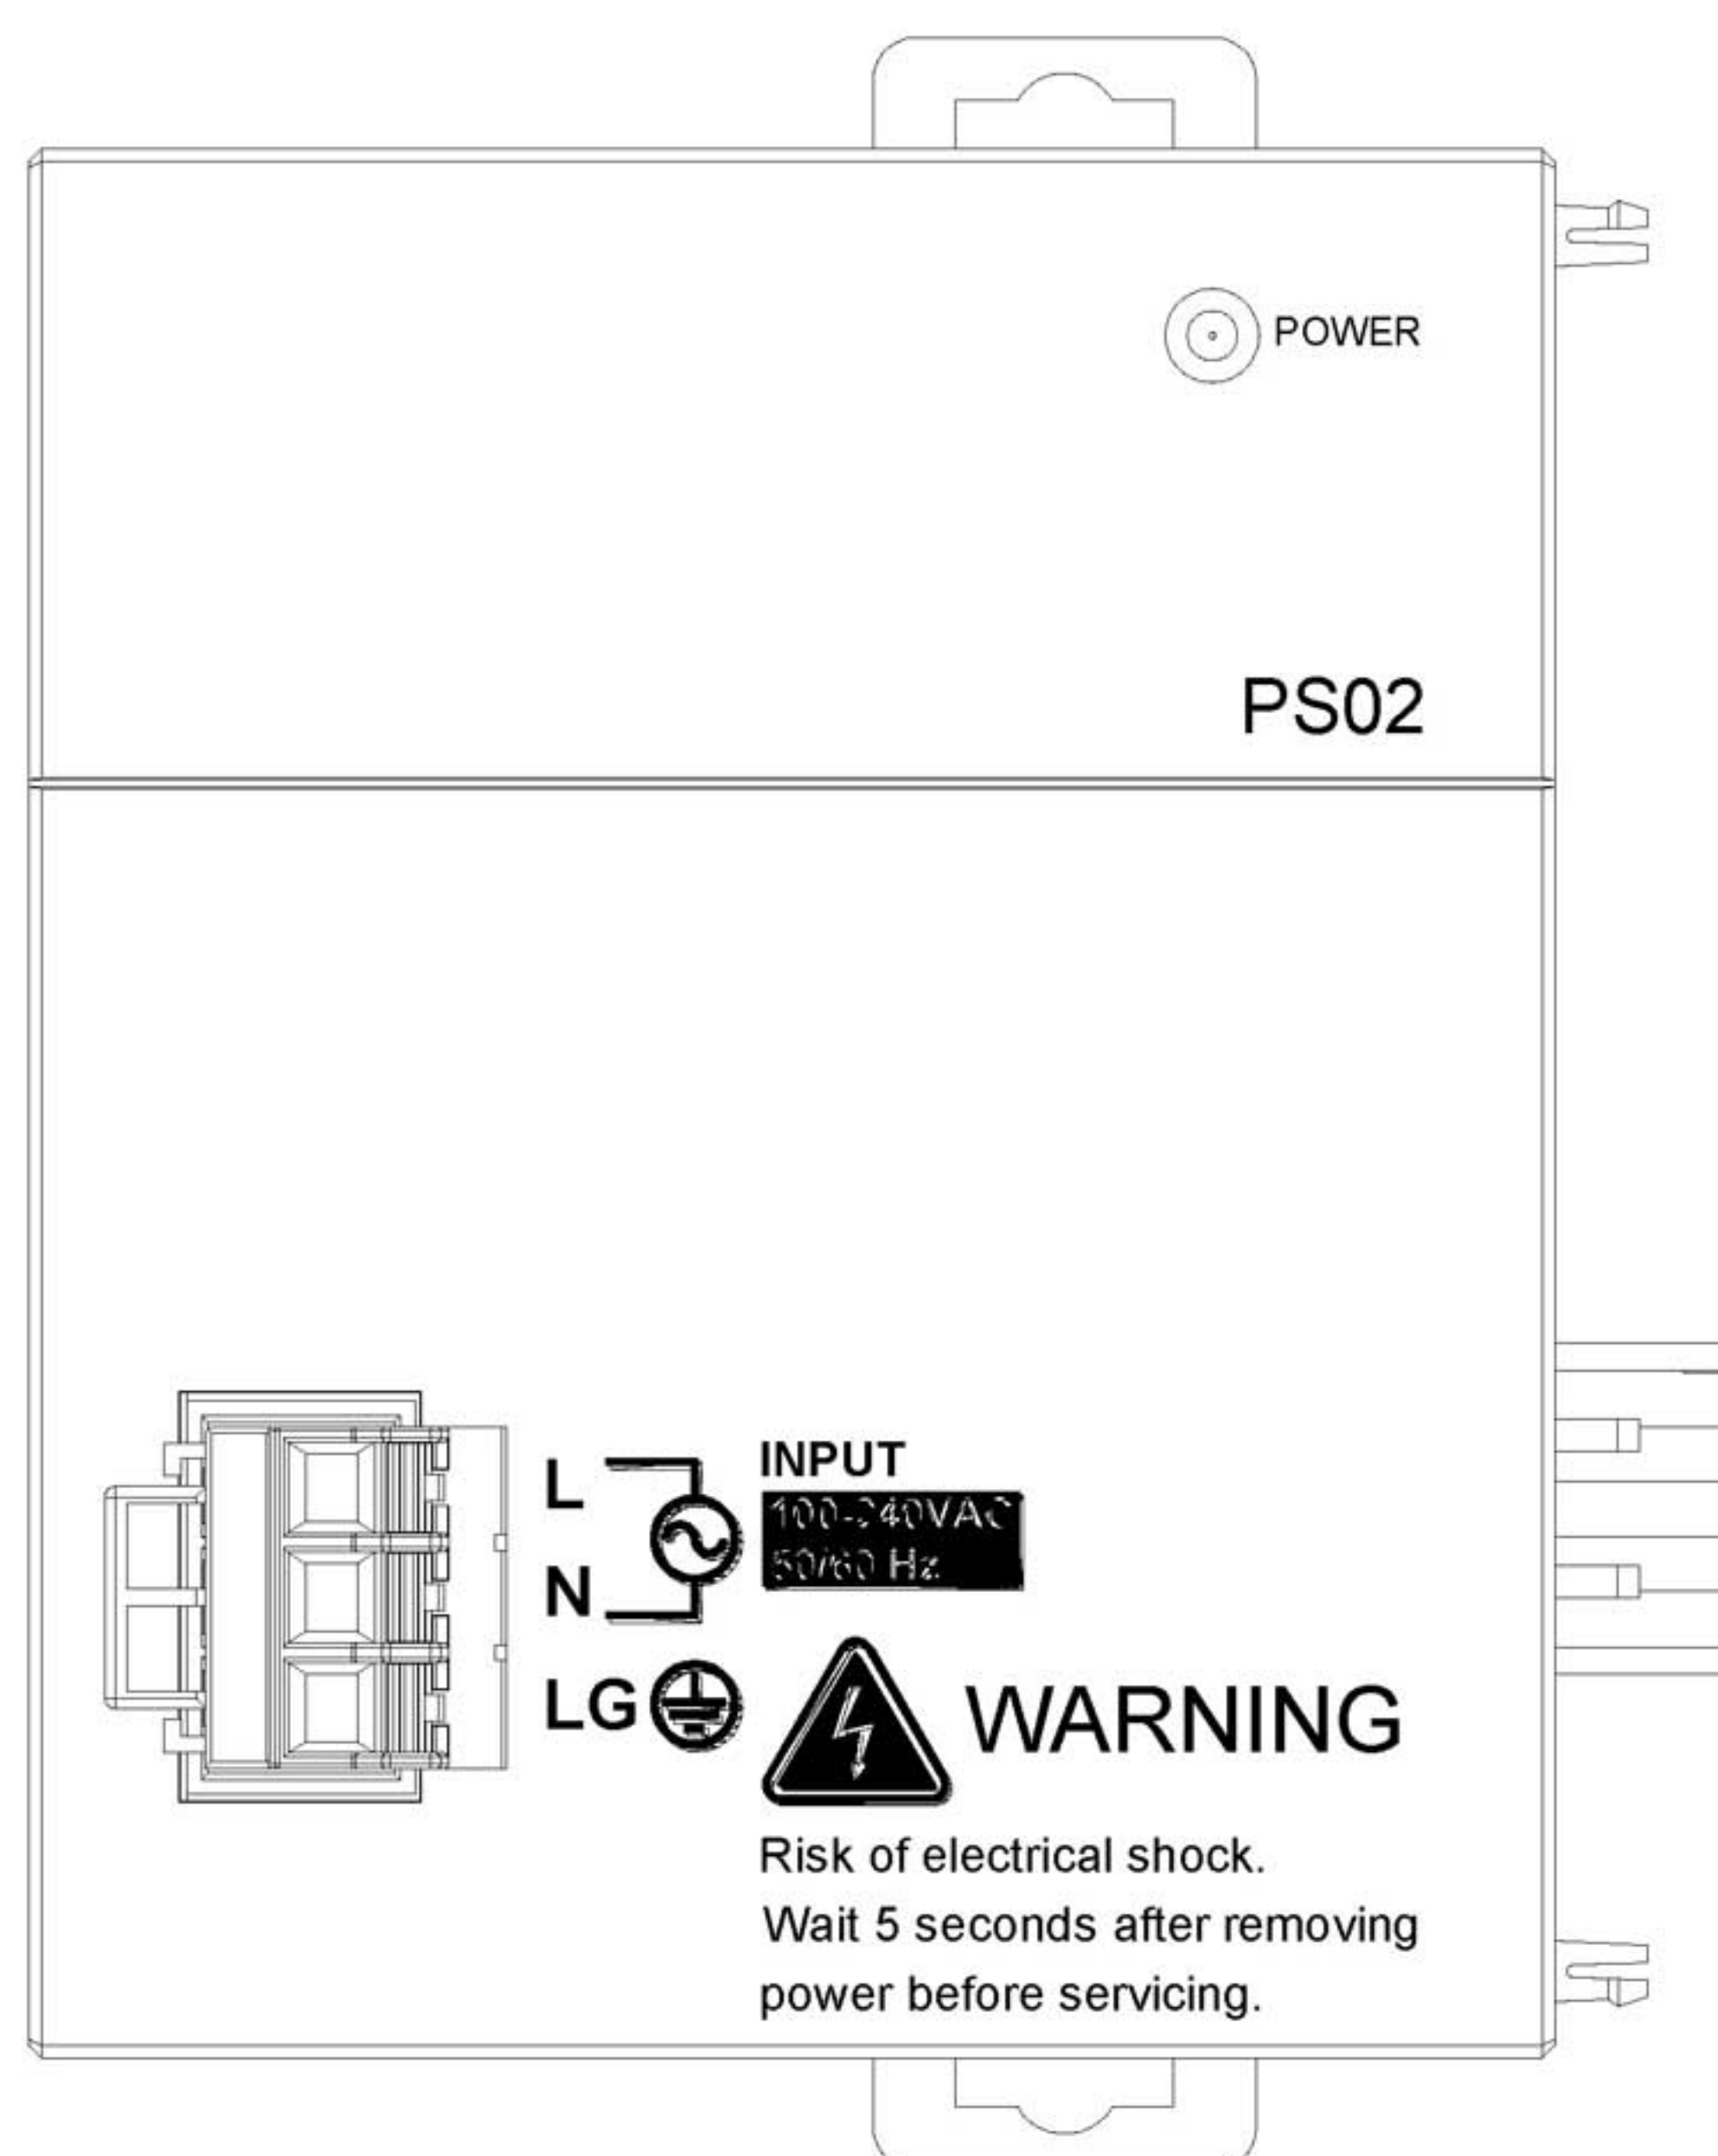 POWER
PS02
L
INPUT
100-240VAC
50/60 Hz
N
LG
WARNING
Risk of electrical shock.
Wait 5 seconds after removing
power before servicing.